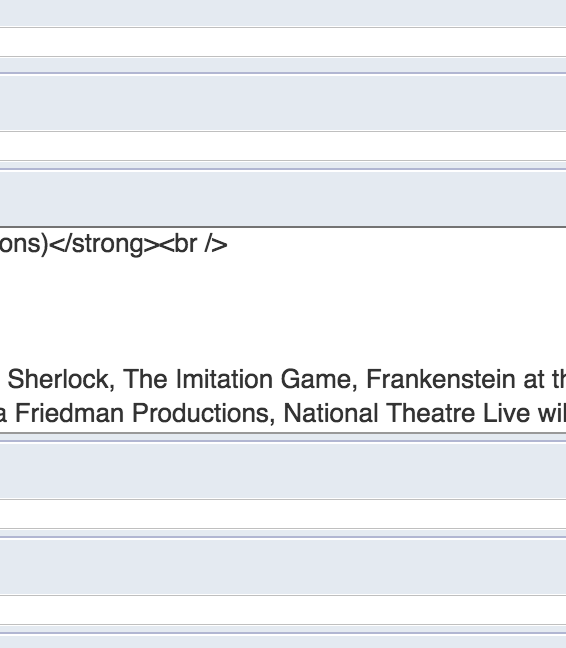 ons)</strong><br />
Sherlock, The Imitation Game, Frankenstein at th
a Friedman Productions, National Theatre Live wil